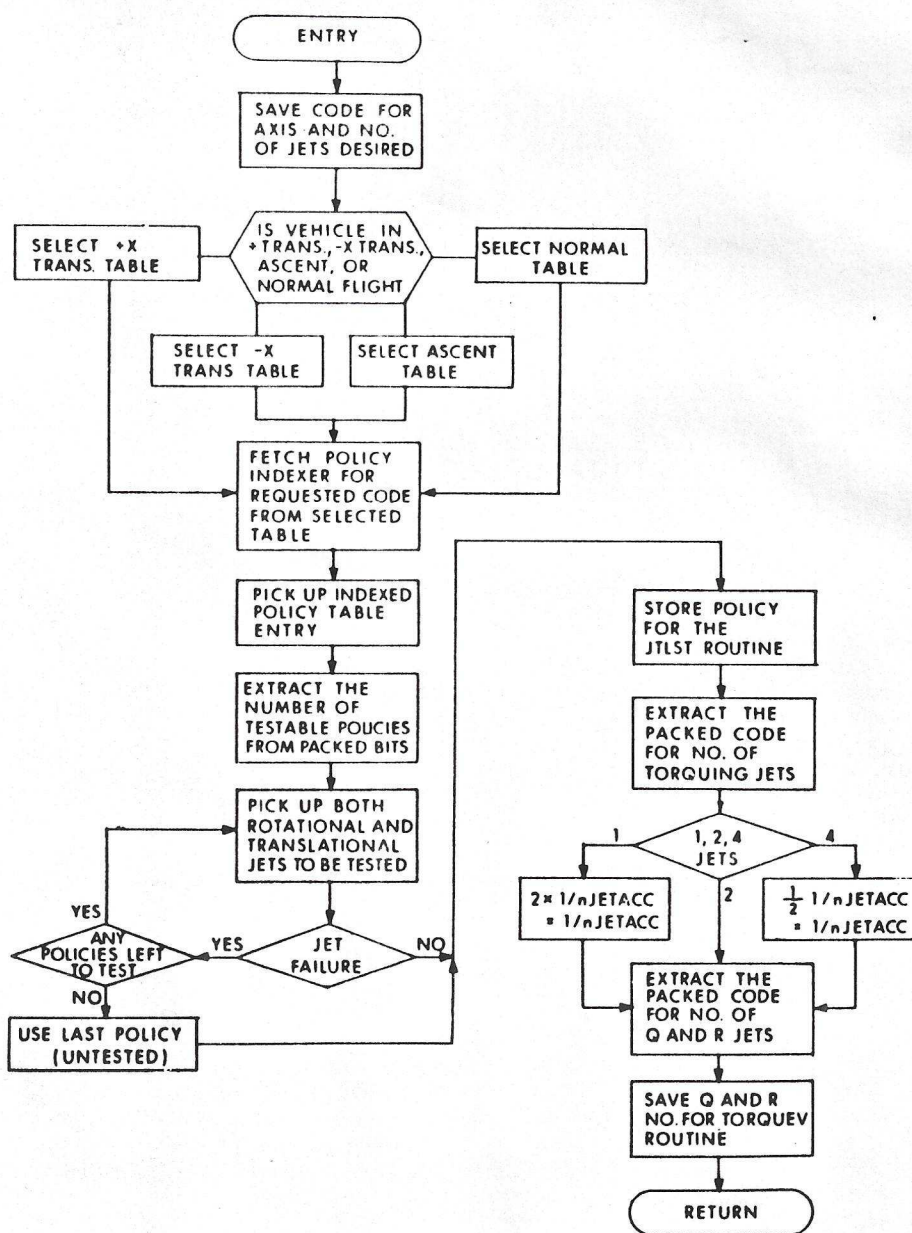 ENTRY
SAVE CODE FOR
AXIS AND NO.
OF JETS DESIRED
IS VEHICLE IN
+ TRANS., -X TRANS.,
ASCENT, OR
NORMAL FLIGHT
SELECT +X
TRANS. TABLE
SELECT NORMAL
TABLE
SELECT -X
TRANS TABLE
SELECT ASCENT
TABLE
FETCH POLICY
INDEXER FOR
REQUESTED CODE
FROM SELECTED
TABLE
PICK UP INDEXED
POLICY TABLE
ENTRY
EXTRACT THE
NUMBER OF
TESTABLE POLICIES
FROM PACKED BITS
PICK UP BOTH
ROTATIONAL AND
TRANSLATIONAL
JETS TO BE TESTED
JET
FAILURE
YES
NO
ANY
POLICIES LEFT
TO TEST
YES
NO
USE LAST POLICY
(UNTESTED)
STORE POLICY
FOR THE
JTLST ROUTINE
EXTRACT THE
PACKED CODE
FOR NO. OF
TORQUING JETS
1, 2, 4
JETS
1
2
4
2 × 1/nJETACC
= 1/nJETACC
1/2 1/nJETACC
= 1/nJETACC
EXTRACT THE
PACKED CODE
FOR NO. OF
Q AND R JETS
SAVE Q AND R
NO. FOR TORQUEV
ROUTINE
RETURN